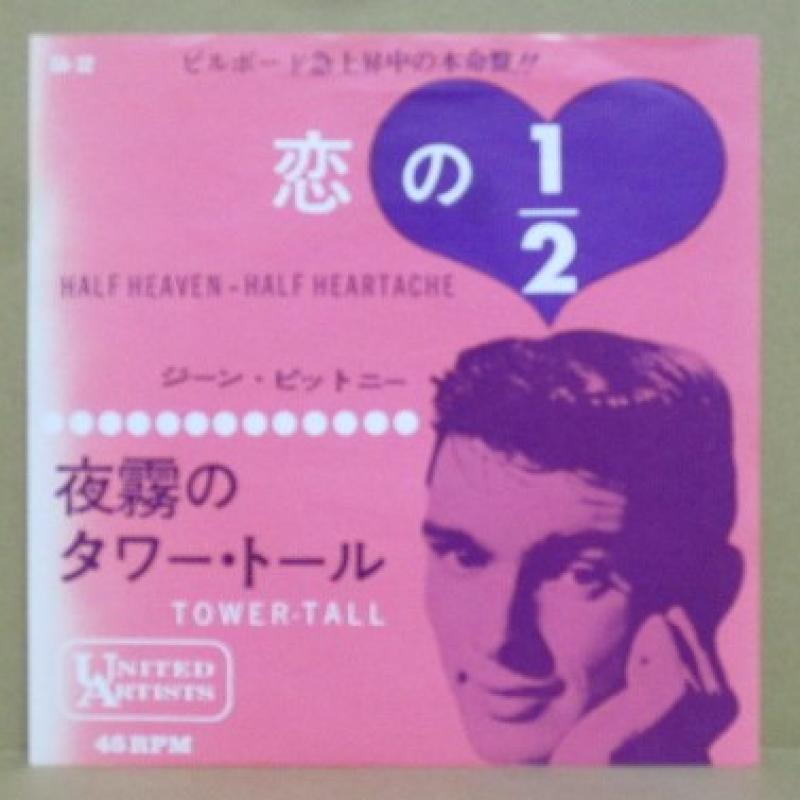 ビルボード急上昇中の本命盤!!
恋の1/2
HALF HEAVEN - HALF HEARTACHE
ジーン・ピットニー
夜霧の
タワー・トール
TOWER-TALL
UNITED
ARTISTS
45 RPM